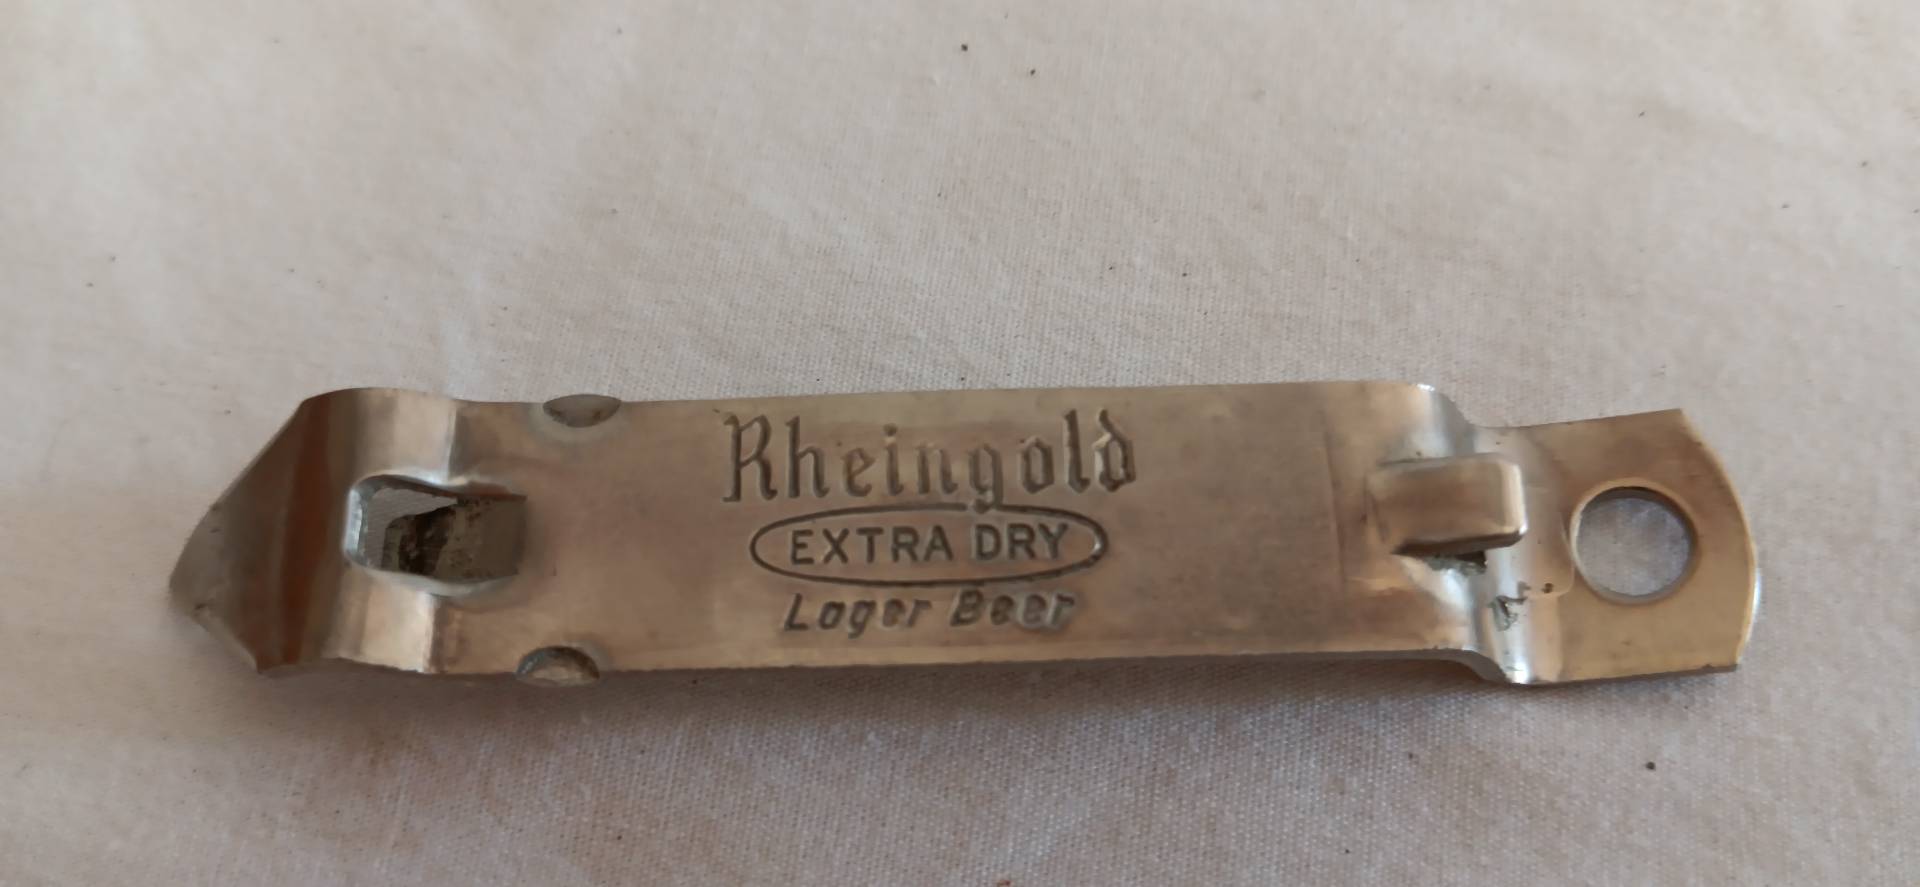 Rheingold
EXTRA DRY
Lager Beer